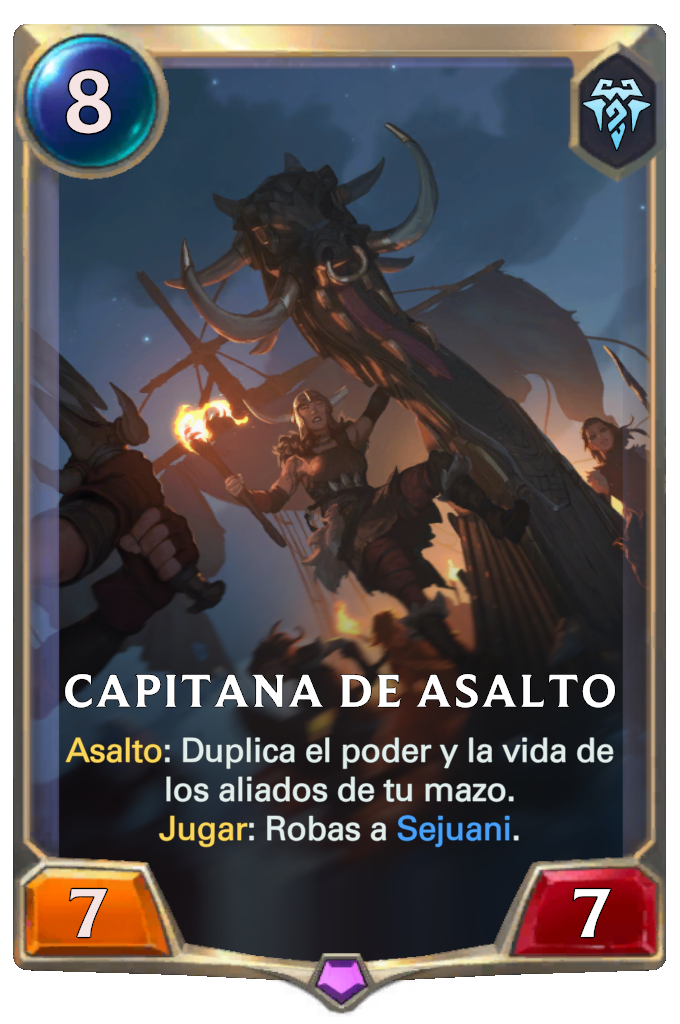 8
CAPITANA DE ASALTO
Asalto: Duplica el poder y la vida de
los aliados de tu mazo.
Jugar: Robas a Sejuani.
7
7